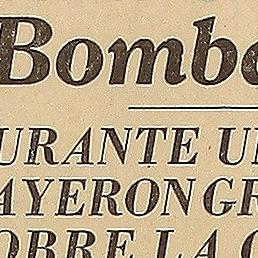 Bombe
URANTE U
AYERON GR
OBRE LA C